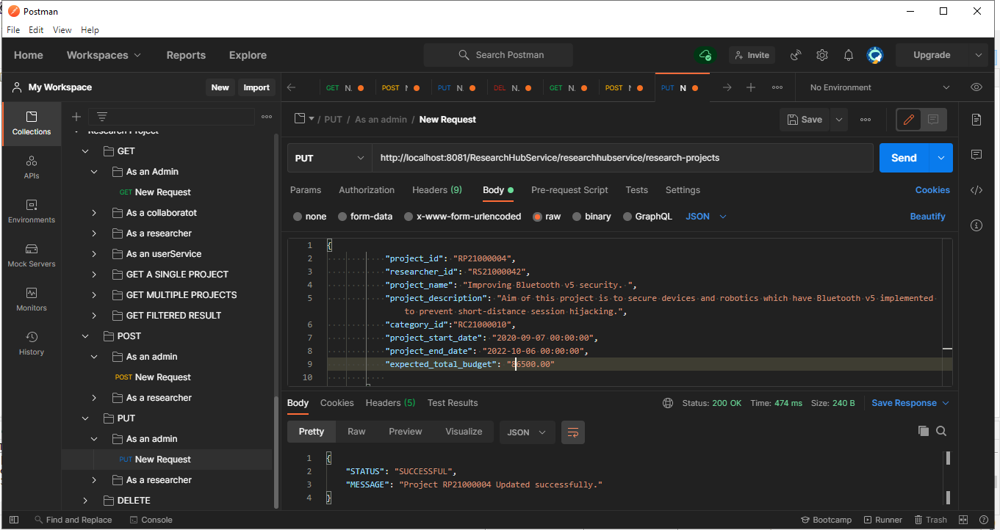 Postman
File Edit View Help
Home Workspaces Reports Explore Search Postman Invite Upgrade
My Workspace New Import
GET N. POST PUT N. DEL N. GET N. POST PUT N No Environment
Collections
APIs
Environments
Mock Servers
Monitors
History
Research Project
GET
As an Admin
GET New Request
As a collaboratot
As a researcher
As an userService
GET A SINGLE PROJECT
GET MULTIPLE PROJECTS
GET FILTERED RESULT
POST
As an admin
POST New Request
As a researcher
PUT
As an admin
PUT New Request
As a researcher
DELETE
/ PUT / As an admin / New Request Save
PUT http://localhost:8081/ResearchHubService/researchhubservice/research-projects Send
Params Authorization Headers (9) Body Pre-request Script Tests Settings Cookies
none form-data x-www-form-urlencoded raw binary GraphQL JSON Beautify
1 {
2 "project_id": "RP21000004",
3 "researcher_id": "RS21000042",
4 "project_name": "Improving Bluetooth v5 security. ",
5 "project_description": "Aim of this project is to secure devices and robotics which have Bluetooth v5 implemented
to prevent short-distance session hijacking.",
6 "category_id":"RC21000010",
7 "project_start_date": "2020-09-07 00:00:00",
8 "project_end_date": "2022-10-06 00:00:00",
9 "expected_total_budget": "86500.00"
10
Body Cookies Headers (5) Test Results Status: 200 OK Time: 474 ms Size: 240 B Save Response
Pretty Raw Preview Visualize JSON
1 {
2 "STATUS": "SUCCESSFUL",
3 "MESSAGE": "Project RP21000004 Updated successfully."
4 }
Find and Replace Console Bootcamp Runner Trash